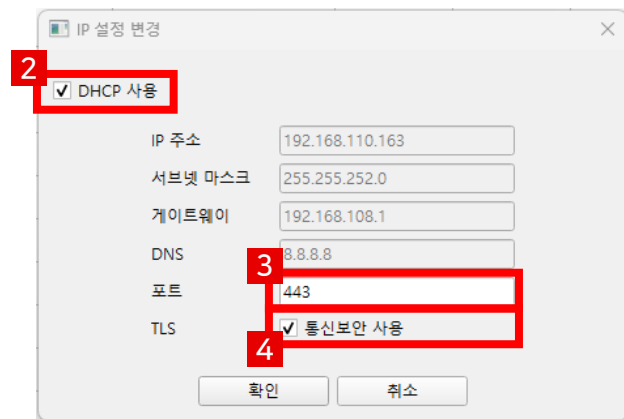 IP 설정 변경
2
DHCP 사용
IP 주소 192.168.110.163
서브넷 마스크 255.255.252.0
게이트웨이 192.168.108.1
DNS 8.8.8.8
3
포트 443
TLS 통신보안 사용
4
확인 취소